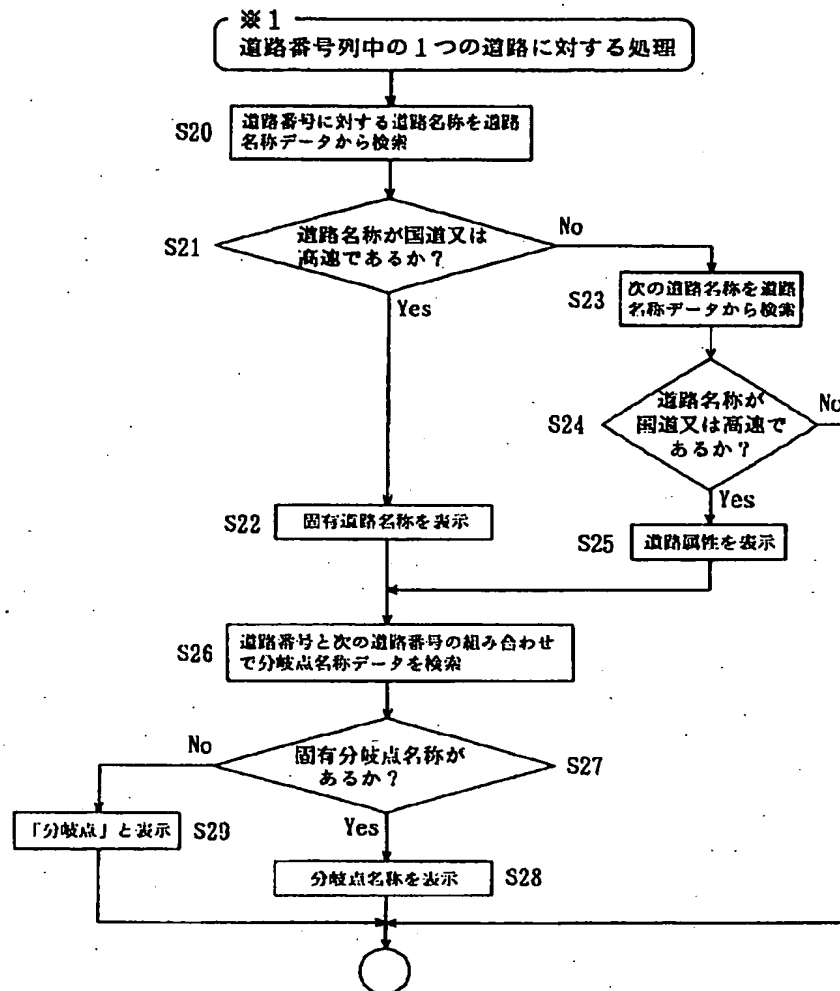 ※1
道路番号列中の1つの道路に対する処理
S20
道路番号に対する道路名称を道路
名称データから検索
S21
道路名称が国道又は
高速であるか？
No
Yes
S23
次の道路名称を道路
名称データから検索
S24
道路名称が
国道又は高速で
あるか？
No
Yes
S22
固有道路名称を表示
S25
道路属性を表示
S26
道路番号と次の道路番号の組み合わせ
で分岐点名称データを検索
No
固有分岐点名称が
あるか？
S27
Yes
「分岐点」と表示
S29
分岐点名称を表示
S28